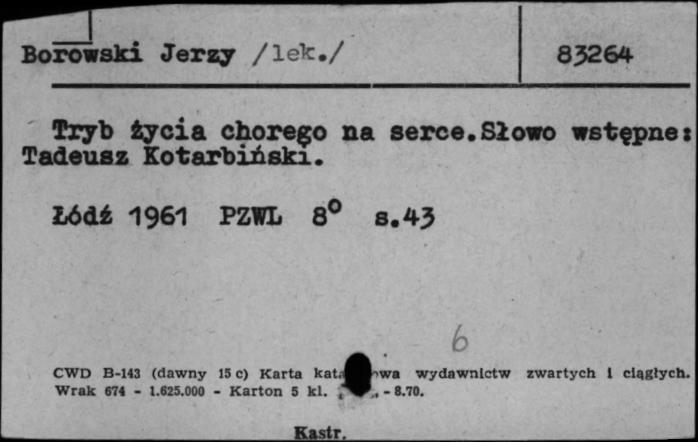 Borowski Jerzy /lek./ 83264
Tryb życia chorego na serce.Słowo wstępne:
Tadeusz Kotarbiński.
Łódź 1961 PZWL 8° s.43
6
CWD B-143 (dawny 15 c) Karta kata wa wydawnictw zwartych i ciągłych.
Wrak 674 - 1.625.000 - Karton 5 kl. - 8.70.
Kastr.